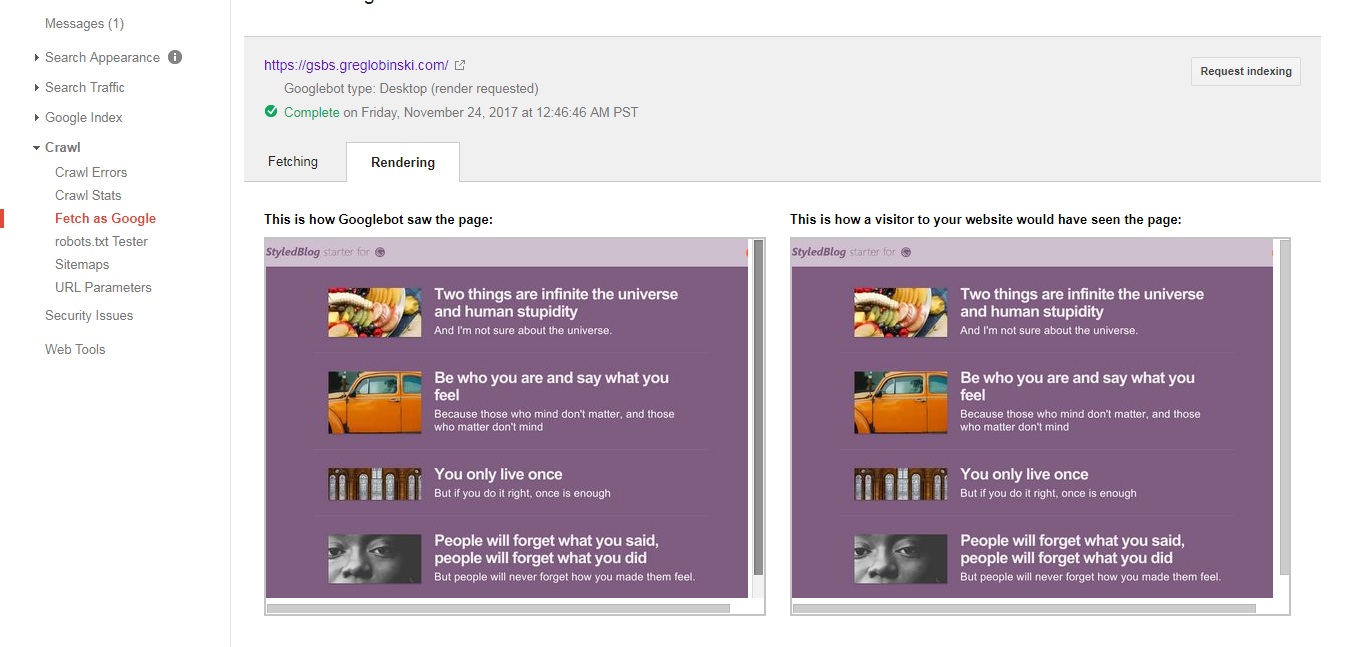 Messages (1)
Search Appearance
Search Traffic
Google Index
Crawl
Crawl Errors
Crawl Stats
Fetch as Google
robots.txt Tester
Sitemaps
URL Parameters
Security Issues
Web Tools
https://gsbs.greglobinski.com/
Request indexing
Googlebot type: Desktop (render requested)
Complete on Friday, November 24, 2017 at 12:46:46 AM PST
Fetching
Rendering
This is how Googlebot saw the page:
StyledBlog starter for
Two things are infinite the universe
and human stupidity
And I'm not sure about the universe.
Be who you are and say what you
feel
Because those who mind don't matter, and those
who matter don't mind
You only live once
But if you do it right, once is enough
People will forget what you said,
people will forget what you did
But people will never forget how you made them feel.
This is how a visitor to your website would have seen the page:
StyledBlog starter for
Two things are infinite the universe
and human stupidity
And I'm not sure about the universe.
Be who you are and say what you
feel
Because those who mind don't matter, and those
who matter don't mind
You only live once
But if you do it right, once is enough
People will forget what you said,
people will forget what you did
But people will never forget how you made them feel.